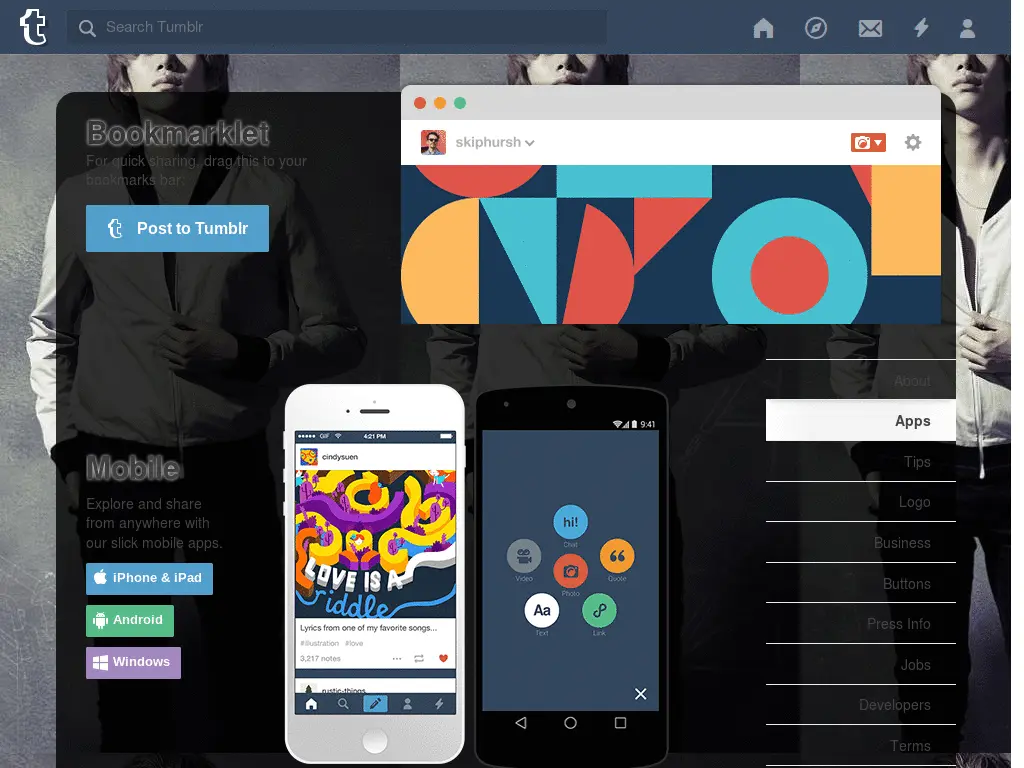 Search Tumblr
Bookmarklet
For quick sharing, drag this to your
bookmarks bar:
Post to Tumblr
skiphursh
About
Apps
Tips
Logo
Business
Buttons
Press Info
Jobs
Developers
Terms
Mobile
Explore and share
from anywhere with
our slick mobile apps.
iPhone & iPad
Android
Windows
GIF
4:21 PM
cindysuen
LOVE IS A
riddle
Lyrics from one of my favorite songs...
#illustration #love
3,217 notes
rustic-things
9:41
hi!
Chat
Video
Quote
Photo
Aa
Text
Link